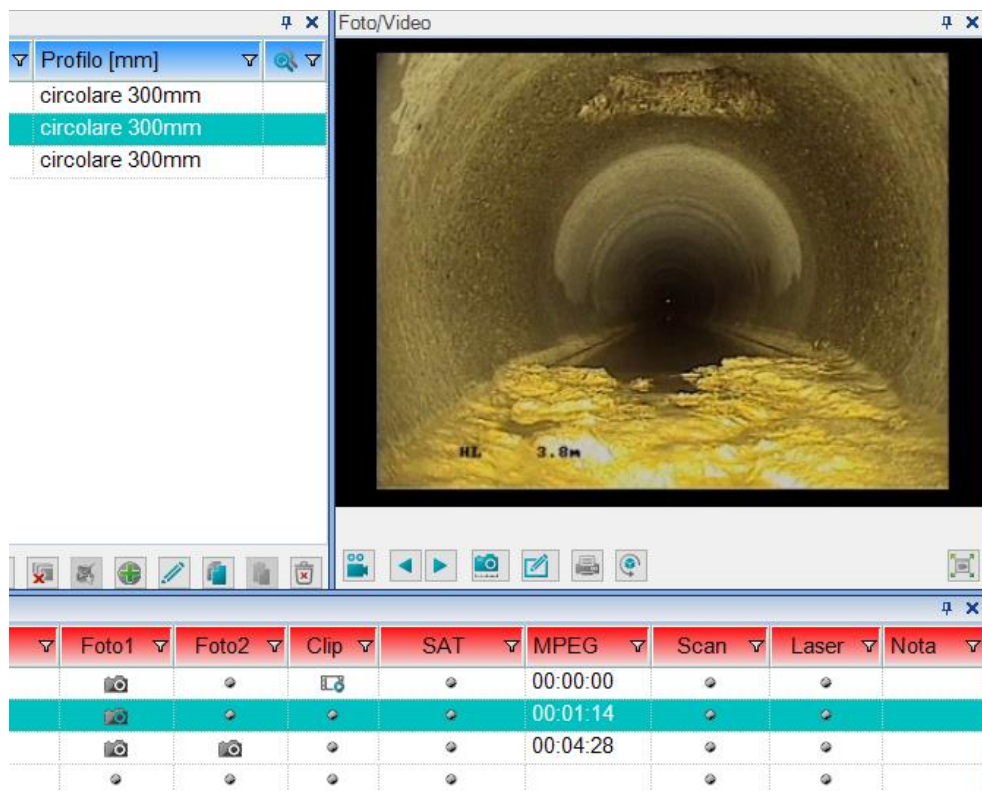 Foto/Video
Profilo [mm]
circolare 300mm
circolare 300mm
circolare 300mm
HL 3.8m
Foto1 Foto2 Clip SAT MPEG Scan Laser Nota
00:00:00
00:01:14
00:04:28